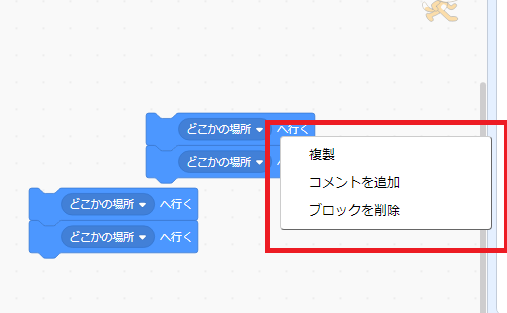 どこかの場所 へ行く
どこかの場所 へ
複製
コメントを追加
ブロックを削除
どこかの場所 へ行く
どこかの場所 へ行く